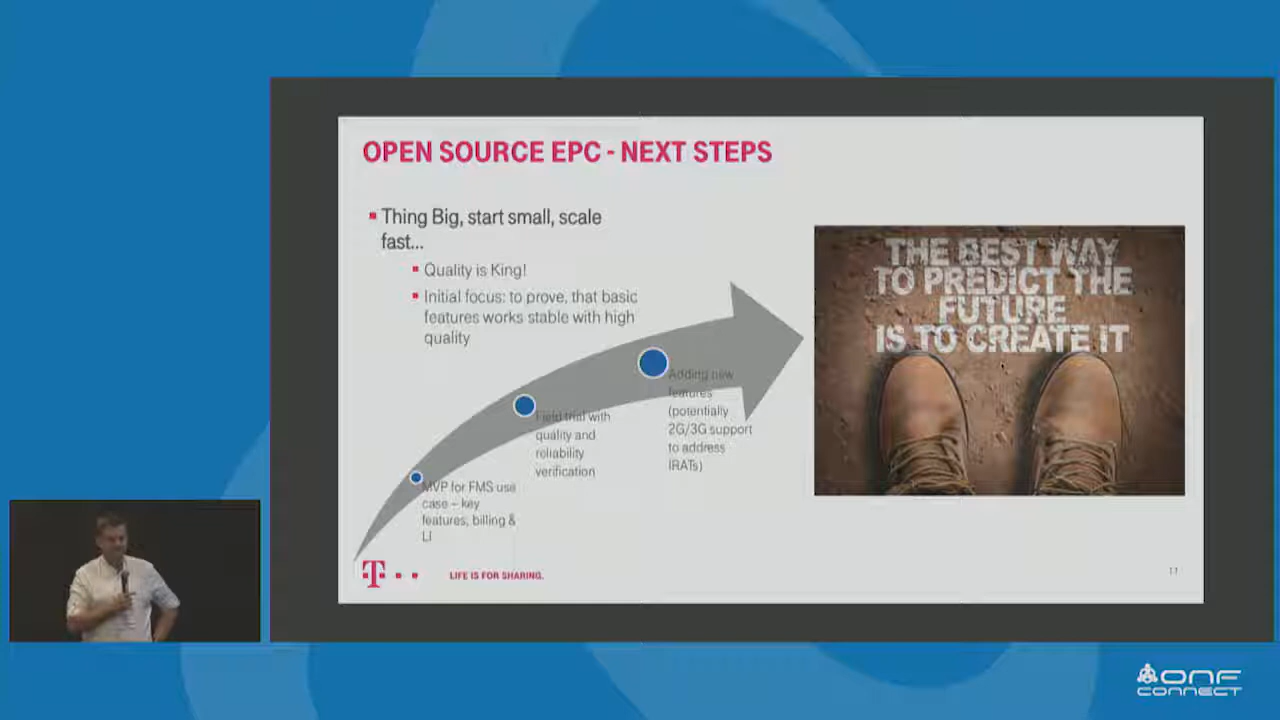 OPEN SOURCE EPC - NEXT STEPS
Thing Big, start small, scale
fast...
Quality is King!
Initial focus: to prove, that basic
features works stable with high
quality
Adding new
features
(potentially
2G/3G support
to address
IRATs)
Field trial with
quality and
reliability
verification
MVP for FMS use
case – key
features, billing &
LI
THE BEST WAY
TO PREDICT THE
FUTURE
IS TO CREATE IT
T
LIFE IS FOR SHARING.
11
ONF
CONNECT